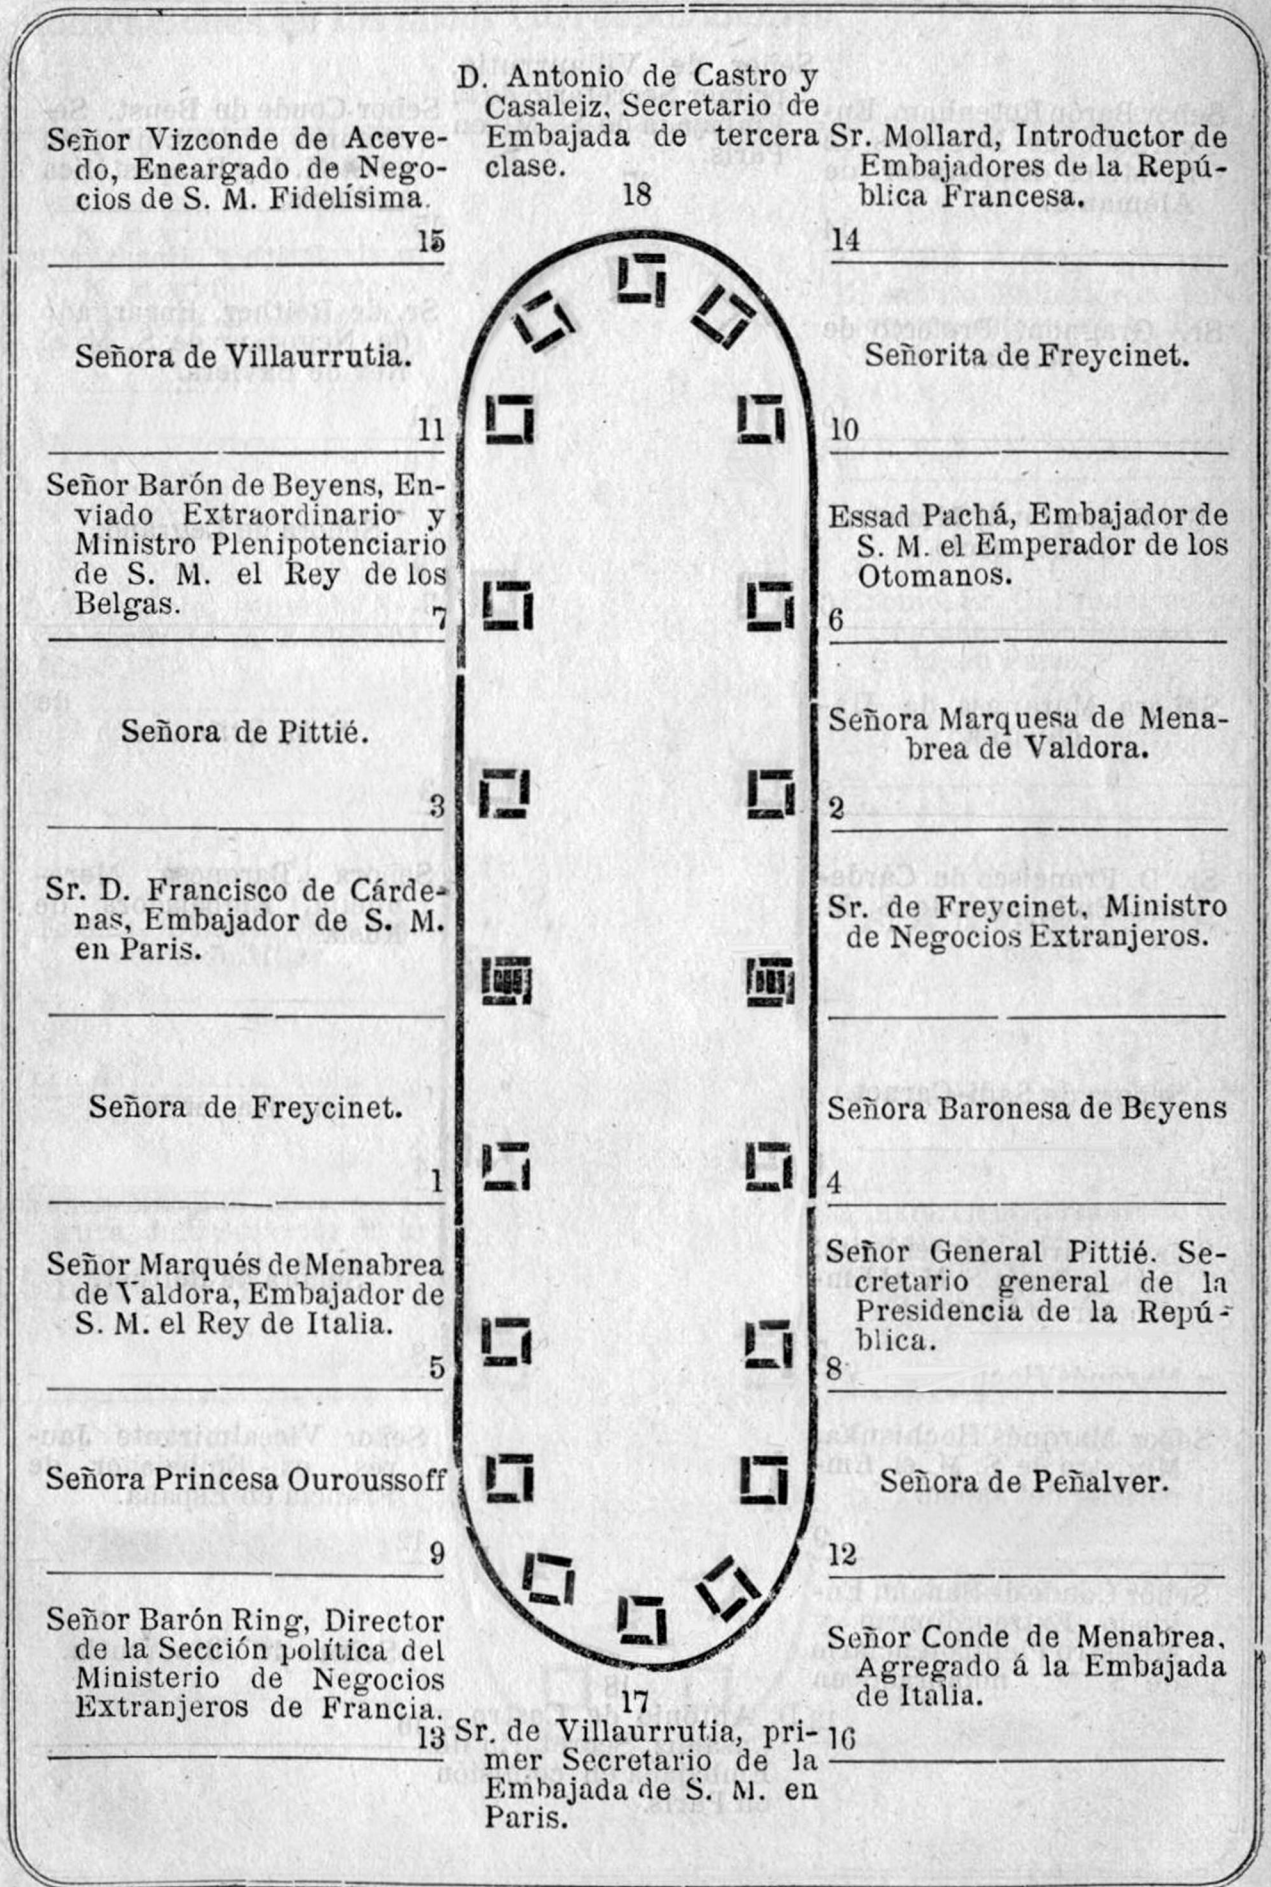 D. Antonio de Castro y
Casaleiz, Secretario de
Embajada de tercera
clase.
18
Señor Vizconde de Aceve-
do, Encargado de Nego-
cios de S. M. Fidelísima.
15
Sr. Mollard, Introductor de
Embajadores de la Repú-
blica Francesa.
14
Señora de Villaurrutia.
11
Señorita de Freycinet.
10
Señor Barón de Beyens, En-
viado Extraordinario y
Ministro Plenipotenciario
de S. M. el Rey de los
Belgas.
7
Essad Pachá, Embajador de
S. M. el Emperador de los
Otomanos.
6
Señora de Pittié.
3
Señora Marquesa de Mena-
brea de Valdora.
2
Sr. D. Francisco de Cárde-
nas, Embajador de S. M.
en Paris.
Sr. de Freycinet, Ministro
de Negocios Extranjeros.
Señora de Freycinet.
1
Señora Baronesa de Beyens
4
Señor Marqués de Menabrea
de Valdora, Embajador de
S. M. el Rey de Italia.
5
Señor General Pittié. Se-
cretario general de la
Presidencia de la Repú-
blica.
8
Señora Princesa Ouroussoff
9
Señora de Peñalver.
12
Señor Barón Ring, Director
de la Sección política del
Ministerio de Negocios
Extranjeros de Francia.
13
Señor Conde de Menabrea,
Agregado á la Embajada
de Italia.
16
17
Sr. de Villaurrutia, pri-
mer Secretario de la
Embajada de S. M. en
Paris.